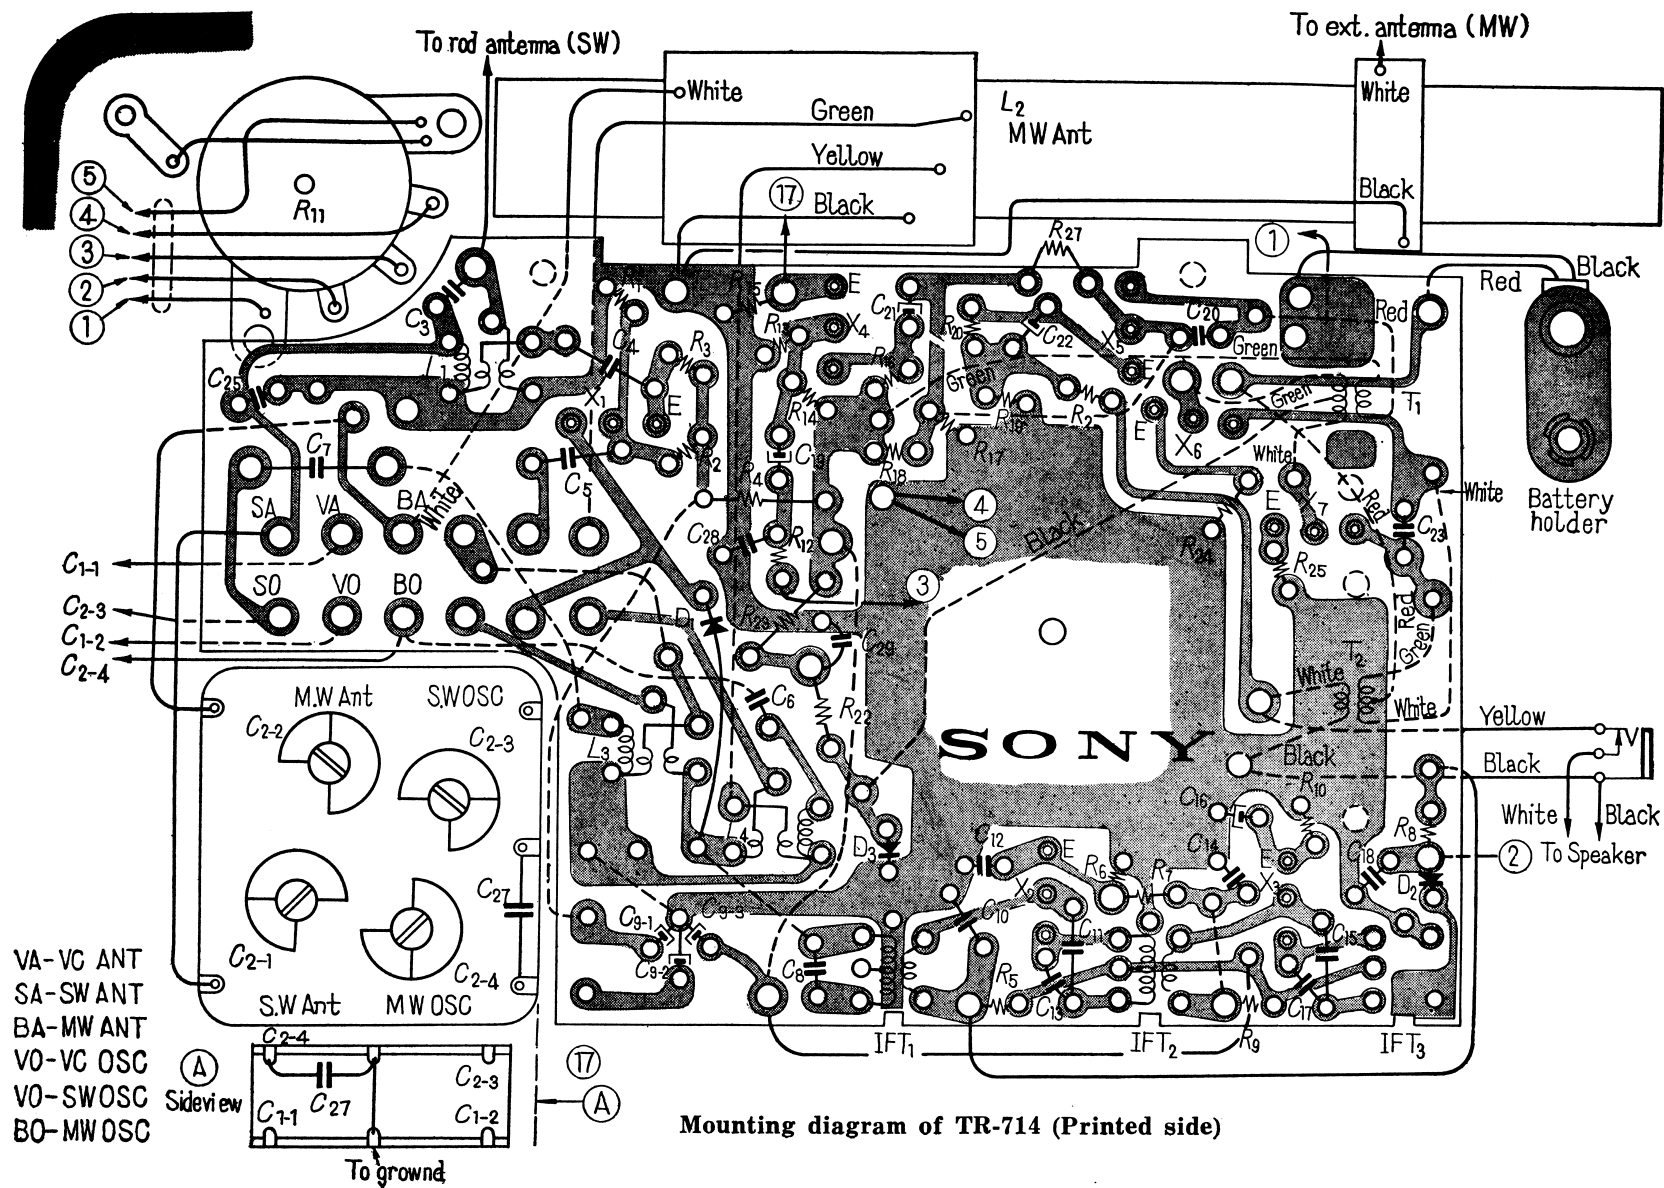 To rod antenna (SW)
To ext. antenna (MW)
White
Green
Yellow
Black
L2
MW Ant
White
Black
17
5
4
3
2
1
R11
R27
1
Red
Black
C3
C4
R3
R15
E
X4
C21
R20
C22
X5
C20
Red
Green
E
C25
L1
X1
E
R14
Green
R19
R2
E
Green
T1
X6
C7
C5
R2
R4
C19
R18
R17
White
White
Battery
holder
SA
VA
BA
White
4
5
Black
E
X7
Red
C23
C28
R12
R24
R25
C1-1
C2-3
C1-2
C2-4
SO
VO
BO
D1
R29
C29
3
Red
Green
T2
White
White
M.W Ant
S.W OSC
C2-2
C2-3
C6
R22
L3
SONY
Black
Yellow
Black
V
White
Black
To Speaker
C16
R10
C14
E
R8
C18
D2
2
D3
C12
E
R6
R7
X2
X3
C10
C11
C15
C27
C9-1
C9-3
C9-2
C8
R5
C13
C17
R9
C2-1
C2-4
S.W Ant
M.W OSC
IFT1
IFT2
IFT3
VA-VC ANT
SA-SW ANT
BA-MW ANT
VO-VC OSC
VO-SW OSC
BO-MW OSC
A
Sideview
C2-4
C27
C2-3
C1-1
C1-2
To ground
17
A
Mounting diagram of TR-714 (Printed side)